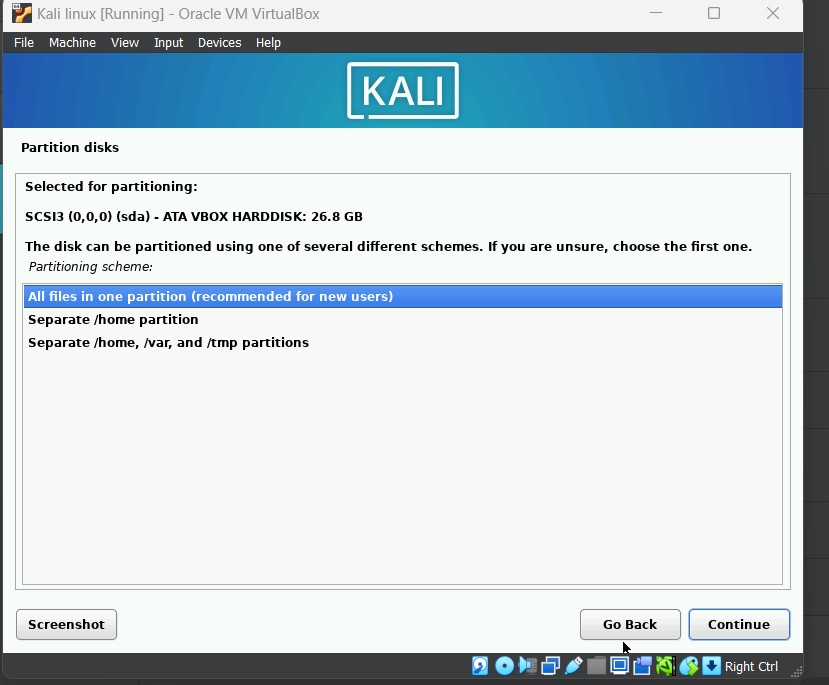 Kali linux [Running] - Oracle VM VirtualBox
File Machine View Input Devices Help
KALI
Partition disks
Selected for partitioning:
SCSI3 (0,0,0) (sda) - ATA VBOX HARDDISK: 26.8 GB
The disk can be partitioned using one of several different schemes. If you are unsure, choose the first one.
Partitioning scheme:
All files in one partition (recommended for new users)
Separate /home partition
Separate /home, /var, and /tmp partitions
Screenshot Go Back Continue
Right Ctrl